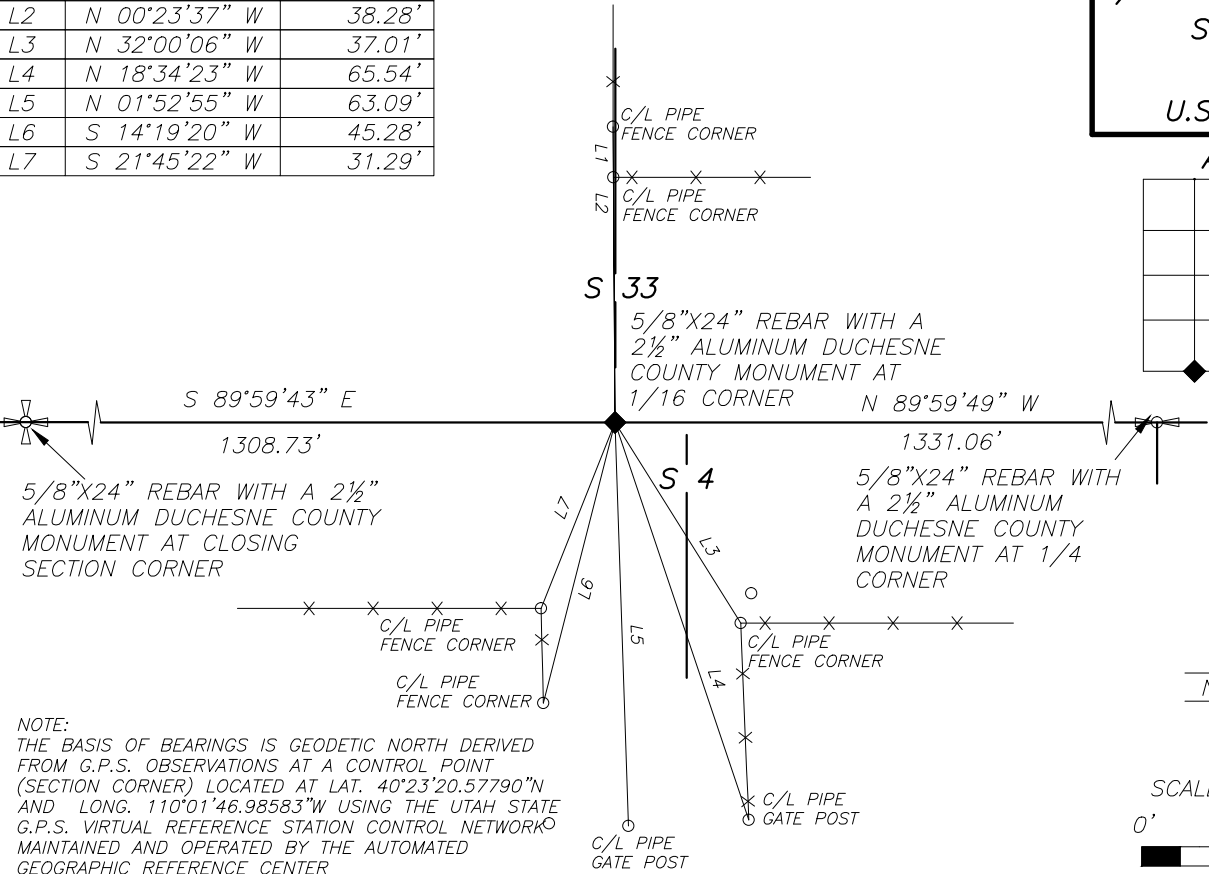 L2 N 00°23'37" W 38.28'
L3 N 32°00'06" W 37.01'
L4 N 18°34'23" W 65.54'
L5 N 01°52'55" W 63.09'
L6 S 14°19'20" W 45.28'
L7 S 21°45'22" W 31.29'
S
U.S
C/L PIPE
FENCE CORNER
L1
C/L PIPE
FENCE CORNER
L2
S 33
5/8"X24" REBAR WITH A
2½" ALUMINUM DUCHESNE
COUNTY MONUMENT AT
1/16 CORNER
S 89°59'43" E
1308.73'
N 89°59'49" W
1331.06'
5/8"X24" REBAR WITH A 2½"
ALUMINUM DUCHESNE COUNTY
MONUMENT AT CLOSING
SECTION CORNER
S 4
5/8"X24" REBAR WITH
A 2½" ALUMINUM
DUCHESNE COUNTY
MONUMENT AT 1/4
CORNER
L7
L3
L6
L5
L4
C/L PIPE
FENCE CORNER
C/L PIPE
FENCE CORNER
C/L PIPE
FENCE CORNER
C/L PIPE
GATE POST
C/L PIPE
GATE POST
NOTE:
THE BASIS OF BEARINGS IS GEODETIC NORTH DERIVED
FROM G.P.S. OBSERVATIONS AT A CONTROL POINT
(SECTION CORNER) LOCATED AT LAT. 40°23'20.57790"N
AND LONG. 110°01'46.98583"W USING THE UTAH STATE
G.P.S. VIRTUAL REFERENCE STATION CONTROL NETWORK
MAINTAINED AND OPERATED BY THE AUTOMATED
GEOGRAPHIC REFERENCE CENTER
SCALE
0'